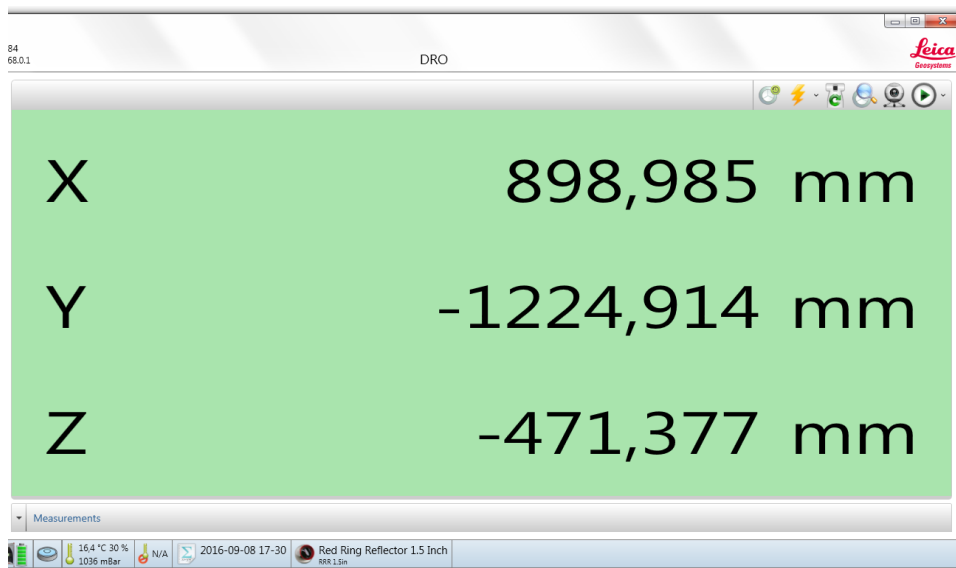 84
68.0.1
DRO
Leica
Geosystems
X 898,985 mm
Y -1224,914 mm
Z -471,377 mm
Measurements
16,4 °C 30 %
1036 mBar
N/A
2016-09-08 17-30
Red Ring Reflector 1.5 Inch
RRR 1.5in